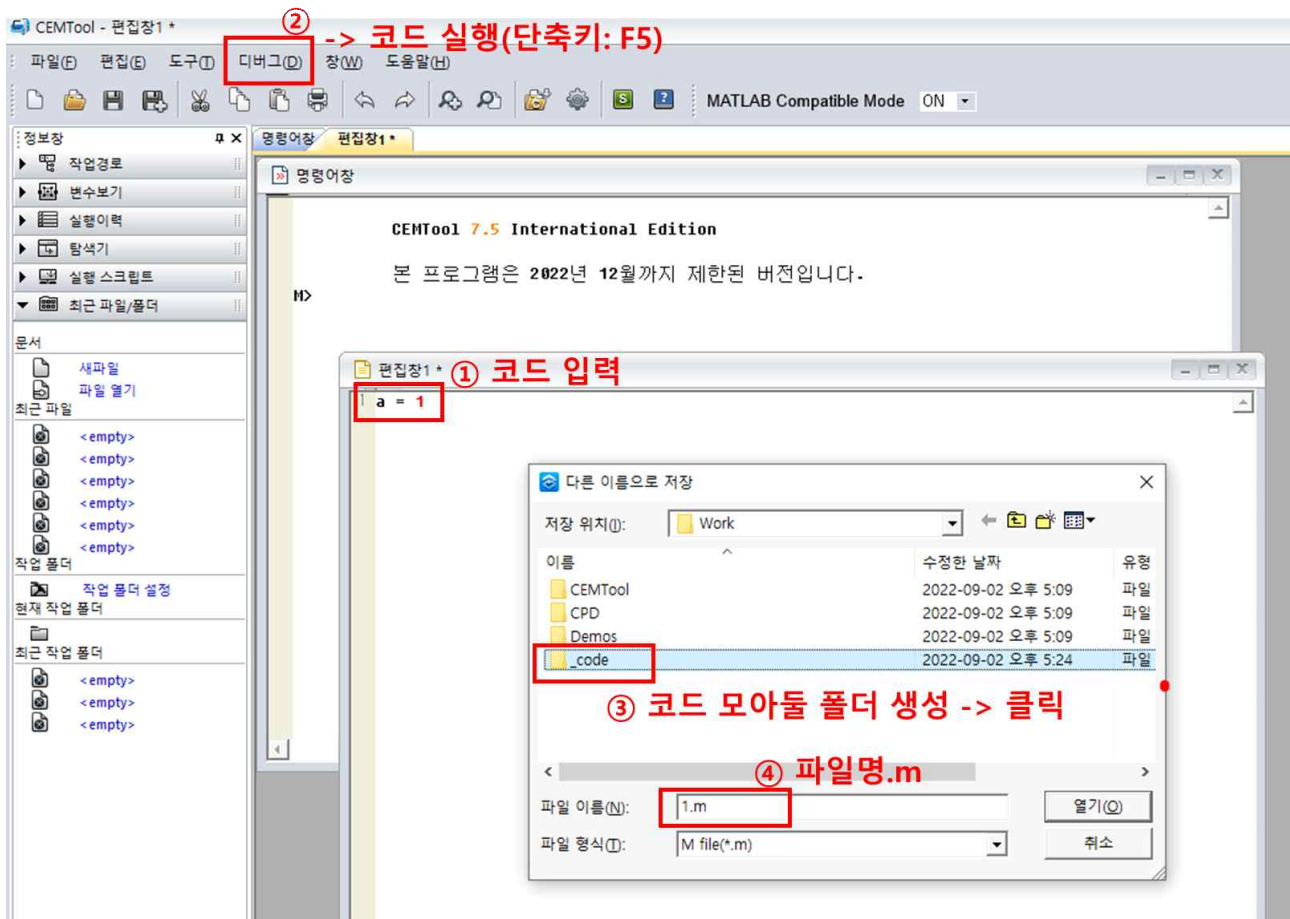 CEMTool - 편집창1 *
② -> 코드 실행(단축키: F5)
파일(F) 편집(E) 도구(T) 디버그(D) 창(W) 도움말(H)
MATLAB Compatible Mode ON
정보창
작업경로
변수보기
실행이력
탐색기
실행 스크립트
최근 파일/폴더
문서
새파일
파일 열기
최근 파일
<empty>
<empty>
<empty>
<empty>
<empty>
<empty>
작업 폴더
작업 폴더 설정
현재 작업 폴더
최근 작업 폴더
<empty>
<empty>
<empty>
명령어창 편집창1 *
명령어창
CEMTool 7.5 International Edition
본 프로그램은 2022년 12월까지 제한된 버전입니다.
M>
편집창1 * ① 코드 입력
1 a = 1
다른 이름으로 저장
저장 위치(I): Work
이름 수정한 날짜 유형
CEMTool 2022-09-02 오후 5:09 파일
CPD 2022-09-02 오후 5:09 파일
Demos 2022-09-02 오후 5:09 파일
_code 2022-09-02 오후 5:24 파일
③ 코드 모아둘 폴더 생성 -> 클릭
④ 파일명.m
파일 이름(N): 1.m 열기(O)
파일 형식(T): M file(*.m) 취소